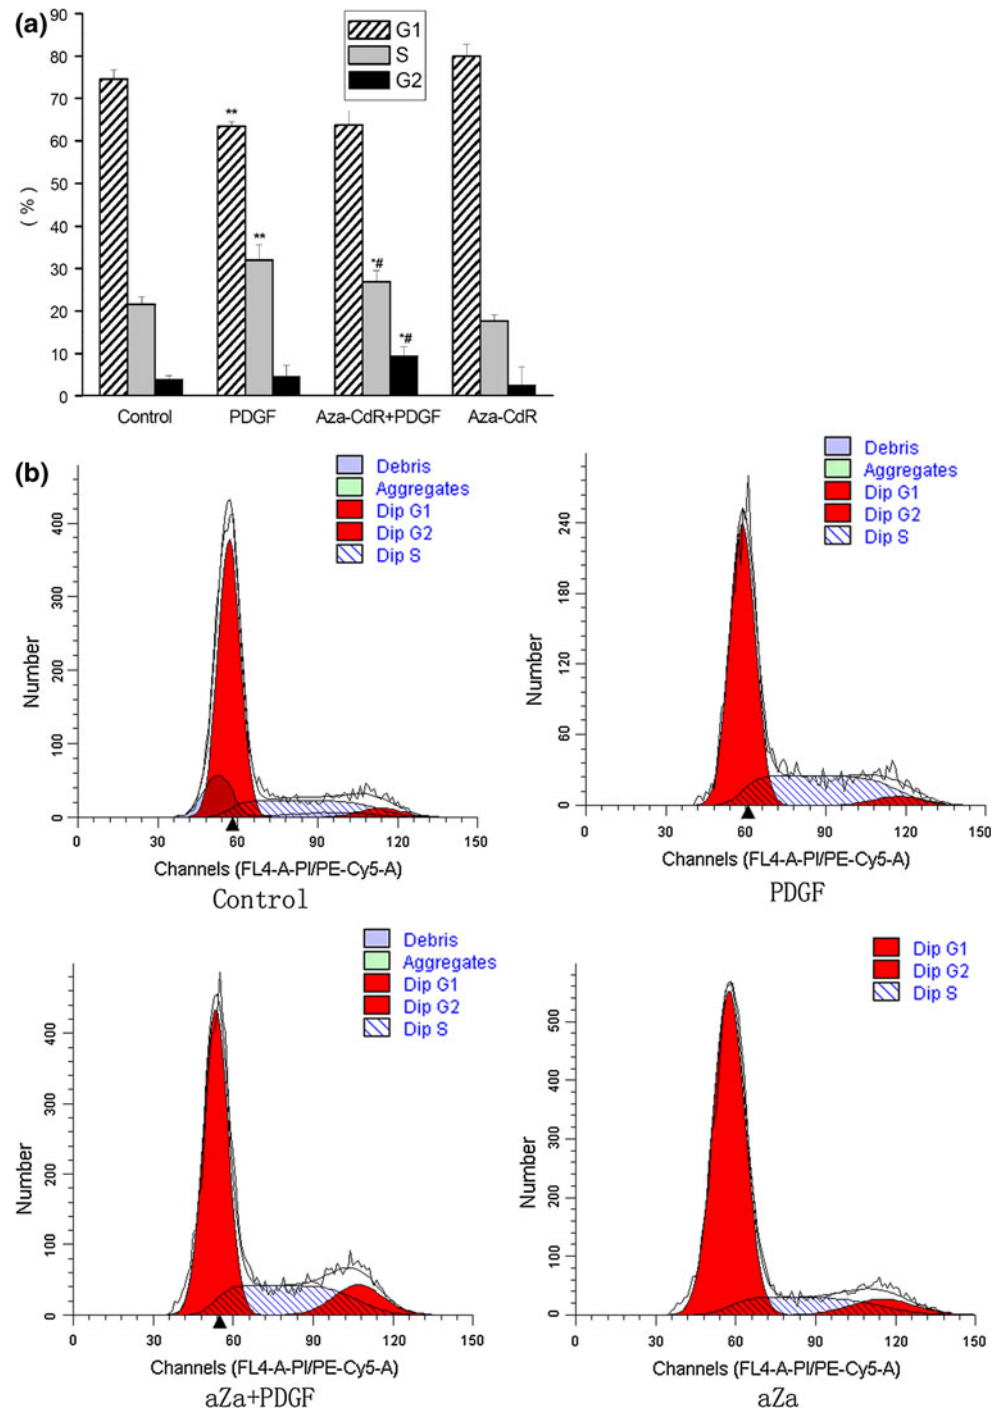 (a)
90
80
70
60
50
40
30
20
10
0
( % )
G1
S
G2
**
**
*#
*#
Control
PDGF
Aza-CdR+PDGF
Aza-CdR
(b)
Debris
Aggregates
Dip G1
Dip G2
Dip S
Number
400
300
200
100
0
0 30 60 90 120 150
Channels (FL4-A-PI/PE-Cy5-A)
Control
Debris
Aggregates
Dip G1
Dip G2
Dip S
Number
240
180
120
60
0
0 30 60 90 120 150
Channels (FL4-A-PI/PE-Cy5-A)
PDGF
Debris
Aggregates
Dip G1
Dip G2
Dip S
Number
400
300
200
100
0
0 30 60 90 120 150
Channels (FL4-A-PI/PE-Cy5-A)
aZa+PDGF
Dip G1
Dip G2
Dip S
Number
500
400
300
200
100
0
0 30 60 90 120 150
Channels (FL4-A-PI/PE-Cy5-A)
aZa